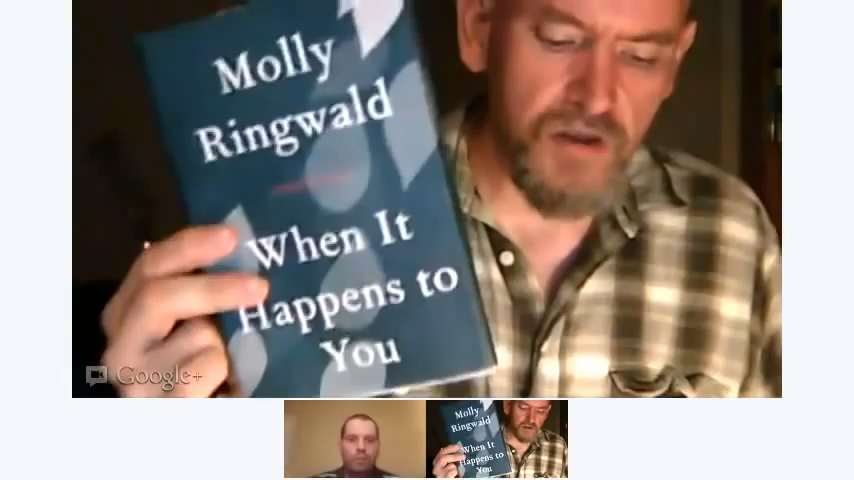 Molly
Ringwald
When It
Happens to
You
Google+
Molly
Ringwald
When It
Happens to
You